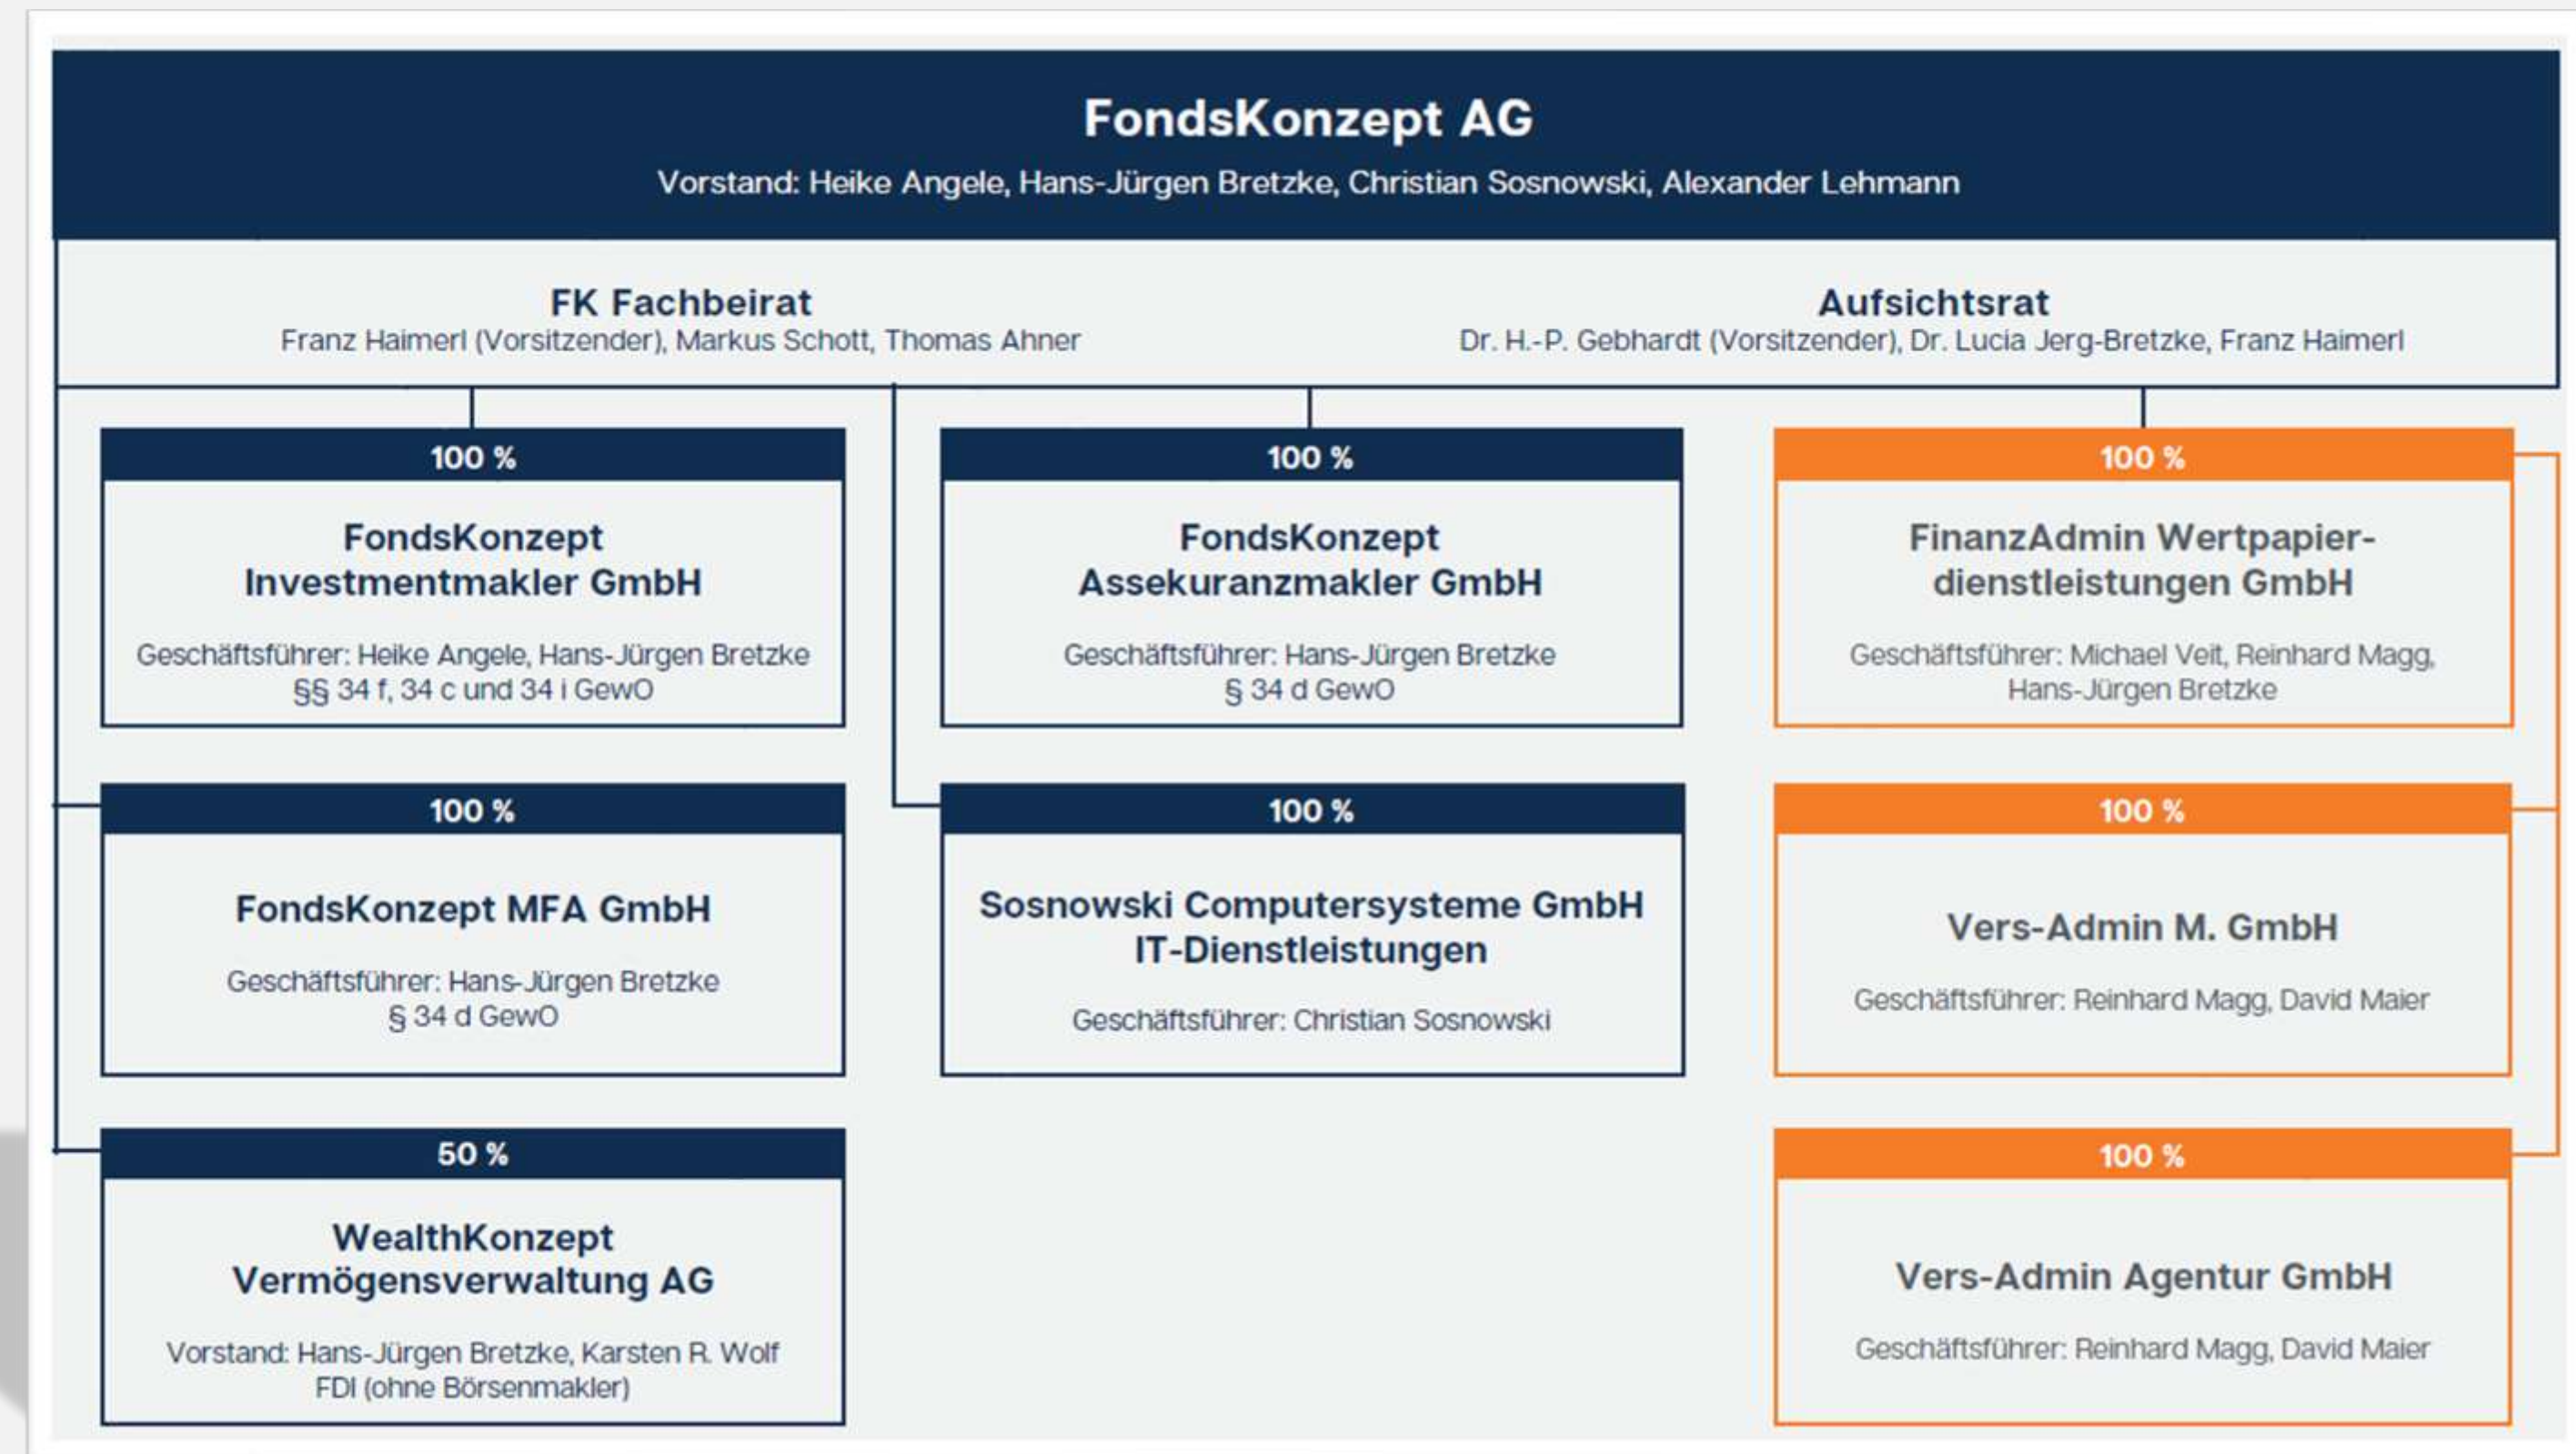 FondsKonzept AG
Vorstand: Heike Angele, Hans-Jürgen Bretzke, Christian Sosnowski, Alexander Lehmann
FK Fachbeirat
Franz Haimerl (Vorsitzender), Markus Schott, Thomas Ahner
Aufsichtsrat
Dr. H.-P. Gebhardt (Vorsitzender), Dr. Lucia Jerg-Bretzke, Franz Haimerl
100 %
FondsKonzept
Investmentmakler GmbH
Geschäftsführer: Heike Angele, Hans-Jürgen Bretzke
§§ 34 f, 34 c und 34 i GewO
100 %
FondsKonzept
Assekuranzmakler GmbH
Geschäftsführer: Hans-Jürgen Bretzke
§ 34 d GewO
100 %
FinanzAdmin Wertpapier-
dienstleistungen GmbH
Geschäftsführer: Michael Veit, Reinhard Magg,
Hans-Jürgen Bretzke
100 %
FondsKonzept MFA GmbH
Geschäftsführer: Hans-Jürgen Bretzke
§ 34 d GewO
100 %
Sosnowski Computersysteme GmbH
IT-Dienstleistungen
Geschäftsführer: Christian Sosnowski
100 %
Vers-Admin M. GmbH
Geschäftsführer: Reinhard Magg, David Maier
50 %
WealthKonzept
Vermögensverwaltung AG
Vorstand: Hans-Jürgen Bretzke, Karsten R. Wolf
FDI (ohne Börsenmakler)
100 %
Vers-Admin Agentur GmbH
Geschäftsführer: Reinhard Magg, David Maier